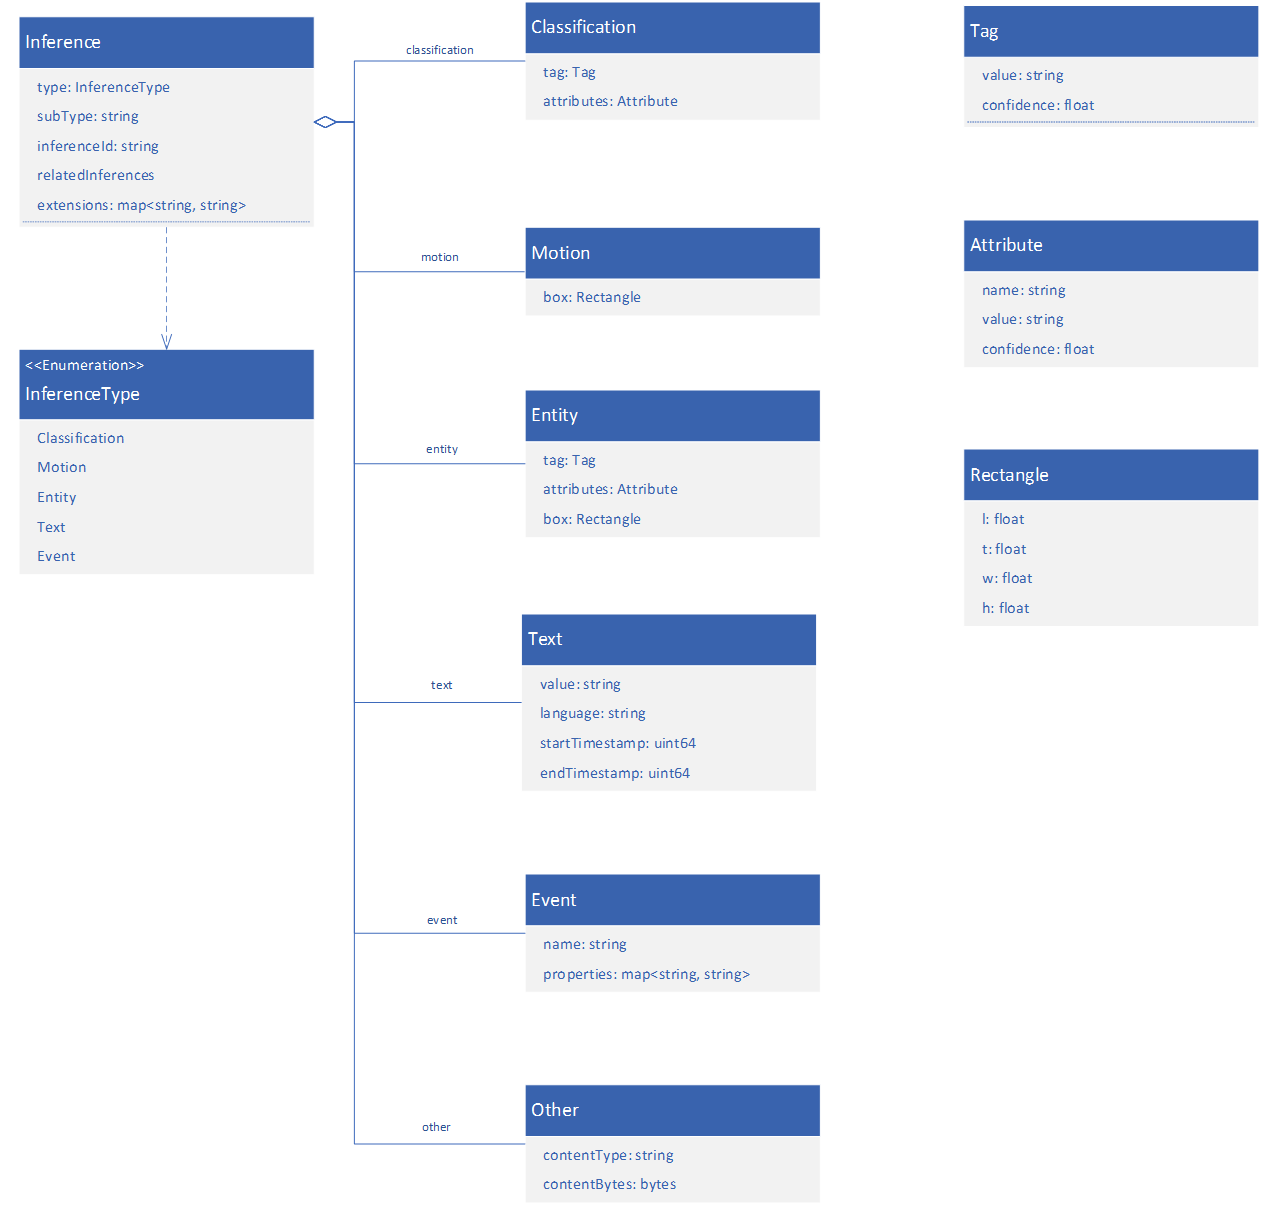 Inference
type: InferenceType
subType: string
inferenceId: string
relatedInferences
extensions: map<string, string>
<<Enumeration>>
InferenceType
Classification
Motion
Entity
Text
Event
classification
motion
entity
text
event
other
Classification
tag: Tag
attributes: Attribute
Motion
box: Rectangle
Entity
tag: Tag
attributes: Attribute
box: Rectangle
Text
value: string
language: string
startTimestamp: uint64
endTimestamp: uint64
Event
name: string
properties: map<string, string>
Other
contentType: string
contentBytes: bytes
Tag
value: string
confidence: float
Attribute
name: string
value: string
confidence: float
Rectangle
l: float
t: float
w: float
h: float